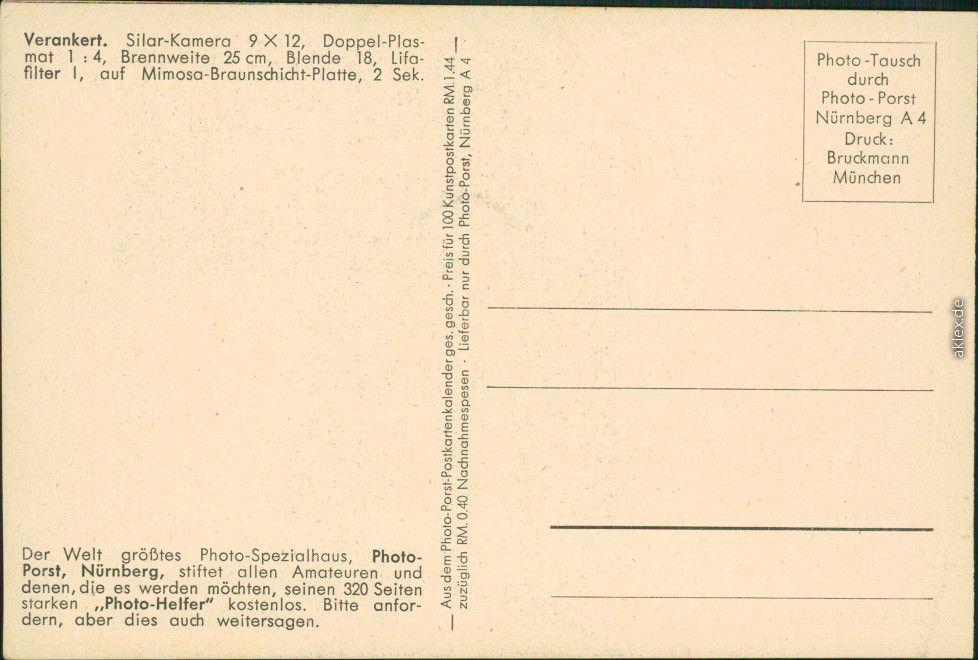 Verankert. Silar-Kamera 9 X 12, Doppel-Plas-
mat 1 : 4, Brennweite 25 cm, Blende 18, Lifa-
filter I, auf Mimosa-Braunschicht-Platte, 2 Sek.
Der Welt größtes Photo-Spezialhaus, Photo-
Porst, Nürnberg, stiftet allen Amateuren und
denen, die es werden möchten, seinen 320 Seiten
starken „Photo-Helfer" kostenlos. Bitte anfor-
dern, aber dies auch weitersagen.
Aus dem Photo-Porst-Postkartenkalender ges. gesch. · Preis für 100 Kunstpostkarten RM. 1.44
zuzüglich RM. 0.40 Nachnahmespesen · Lieferbar nur durch Photo-Porst, Nürnberg A 4
Photo-Tausch
durch
Photo-Porst
Nürnberg A 4
Druck:
Bruckmann
München
aklex.de